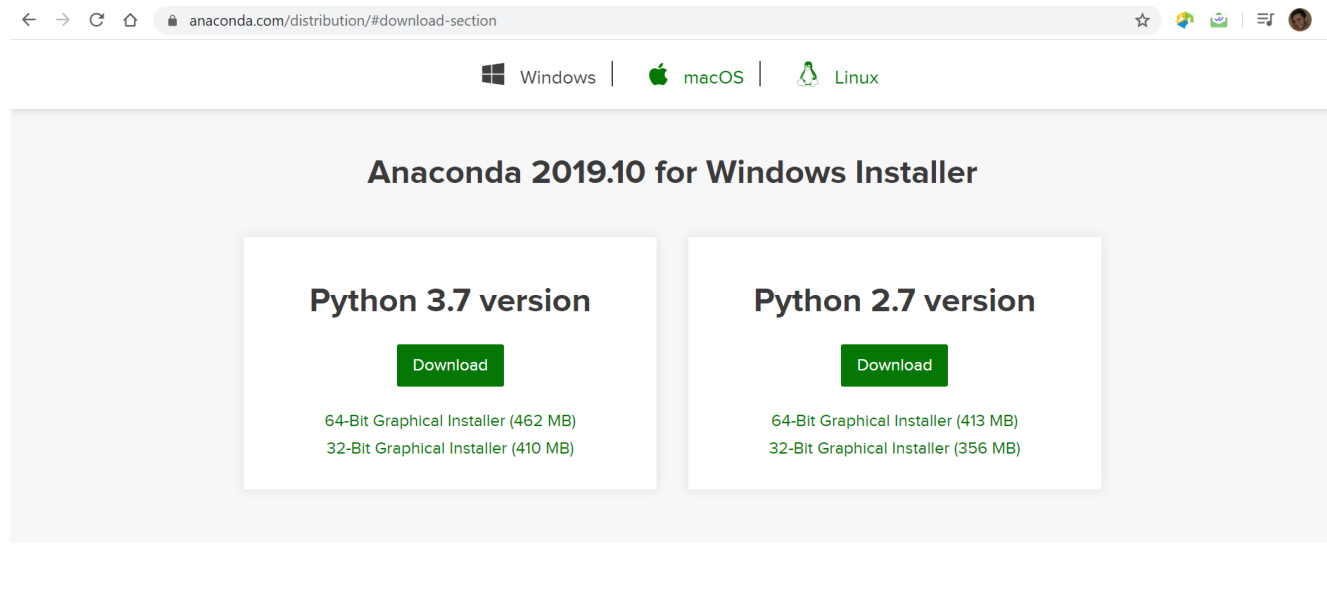 anaconda.com/distribution/#download-section
Windows macOS Linux
Anaconda 2019.10 for Windows Installer
Python 3.7 version
Download
64-Bit Graphical Installer (462 MB)
32-Bit Graphical Installer (410 MB)
Python 2.7 version
Download
64-Bit Graphical Installer (413 MB)
32-Bit Graphical Installer (356 MB)